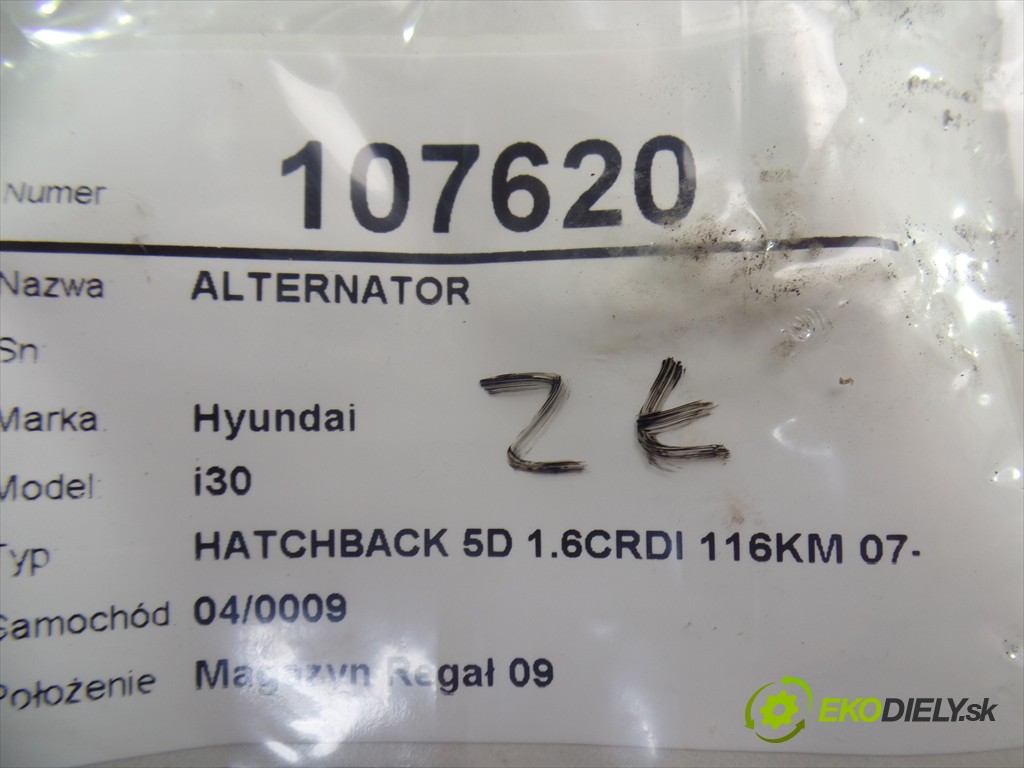 Numer 107620
Nazwa ALTERNATOR
Sn
Marka Hyundai
Model: i30
Typ HATCHBACK 5D 1.6CRDI 116KM 07-
Samochód 04/0009
Położenie Magazyn Regał 09
EKODIELY.sk